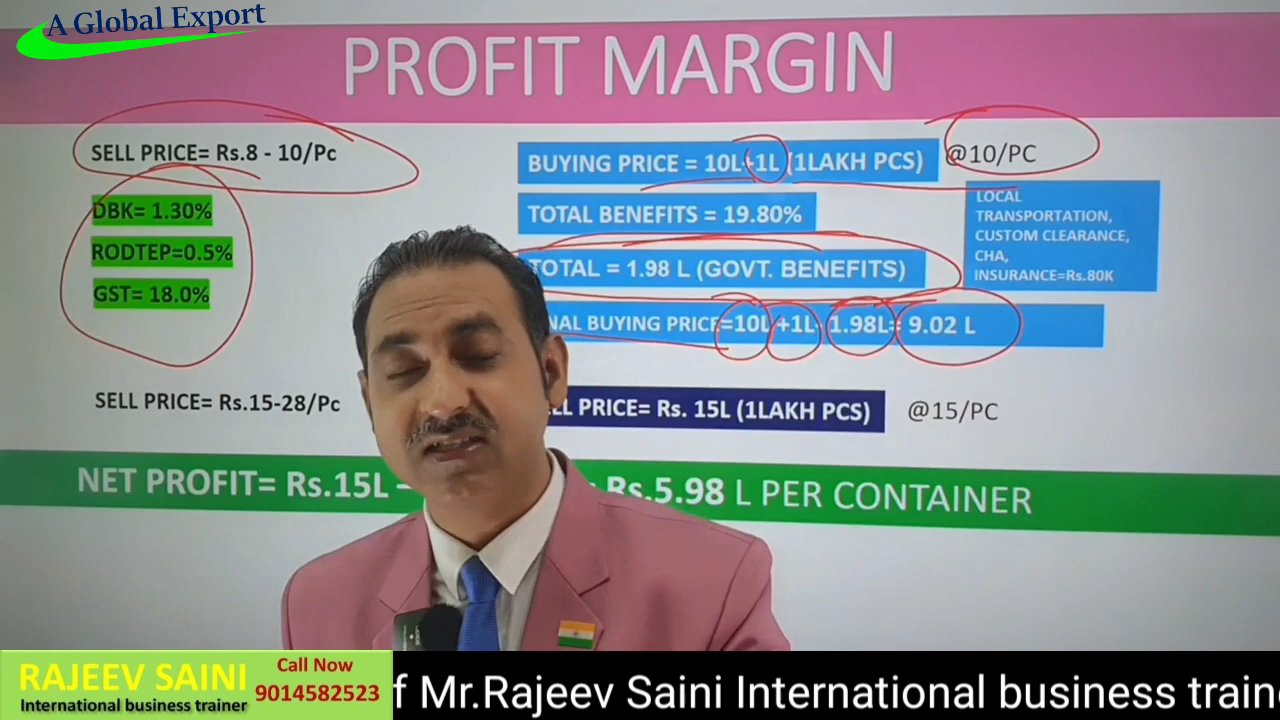 A Global Export
PROFIT MARGIN
SELL PRICE= Rs.8 - 10/Pc
DBK= 1.30%
RODTEP=0.5%
GST= 18.0%
BUYING PRICE = 10L+1L (1LAKH PCS)
@10/PC
TOTAL BENEFITS = 19.80%
LOCAL
TRANSPORTATION,
CUSTOM CLEARANCE,
CHA,
INSURANCE=Rs.80K
TOTAL = 1.98 L (GOVT. BENEFITS)
BUYING PRICE=10L +1L- 1.98L= 9.02 L
SELL PRICE= Rs.15-28/Pc
PRICE= Rs. 15L (1LAKH PCS)
@15/PC
NET PROFIT= Rs.15L – Rs.5.98 L PER CONTAINER
RAJEEV SAINI
International business trainer
Call Now
9014582523
Mr.Rajeev Saini International business